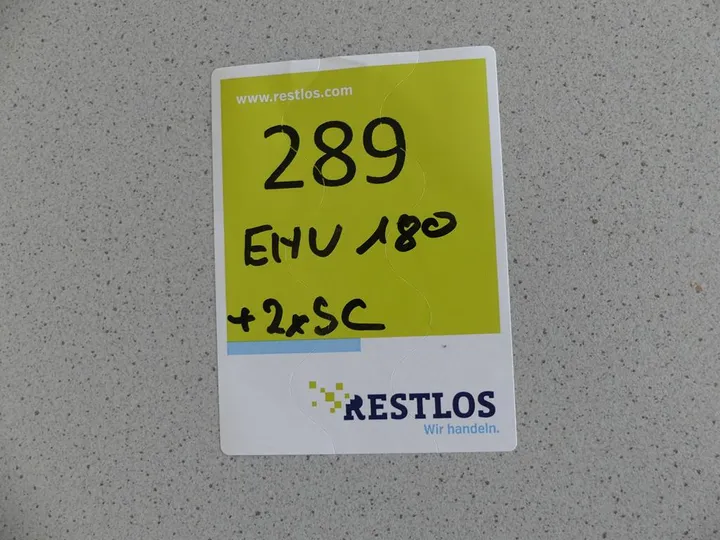 www.restlos.com
289
EHU 180
+ 2xSC
RESTLOS
Wir handeln.